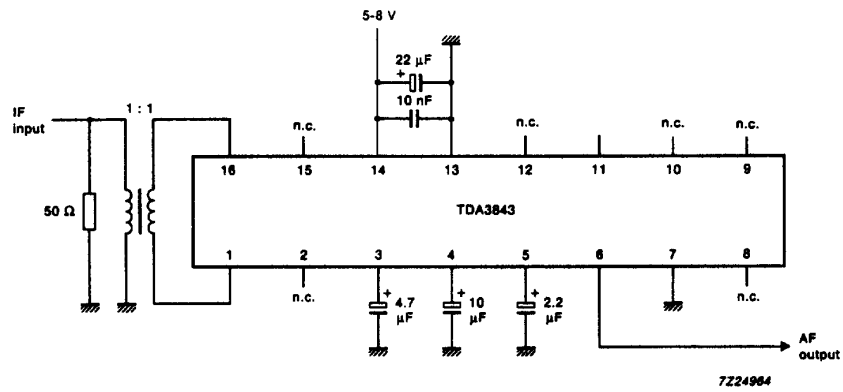 5-8 V
22 µF
+
10 nF
IF
input
1 : 1
n.c.
n.c.
n.c.
n.c.
16
15
14
13
12
11
10
9
50 Ω
TDA3843
1
2
3
4
5
6
7
8
n.c.
+
4.7
µF
+
10
µF
+
2.2
µF
n.c.
AF
output
7Z24984